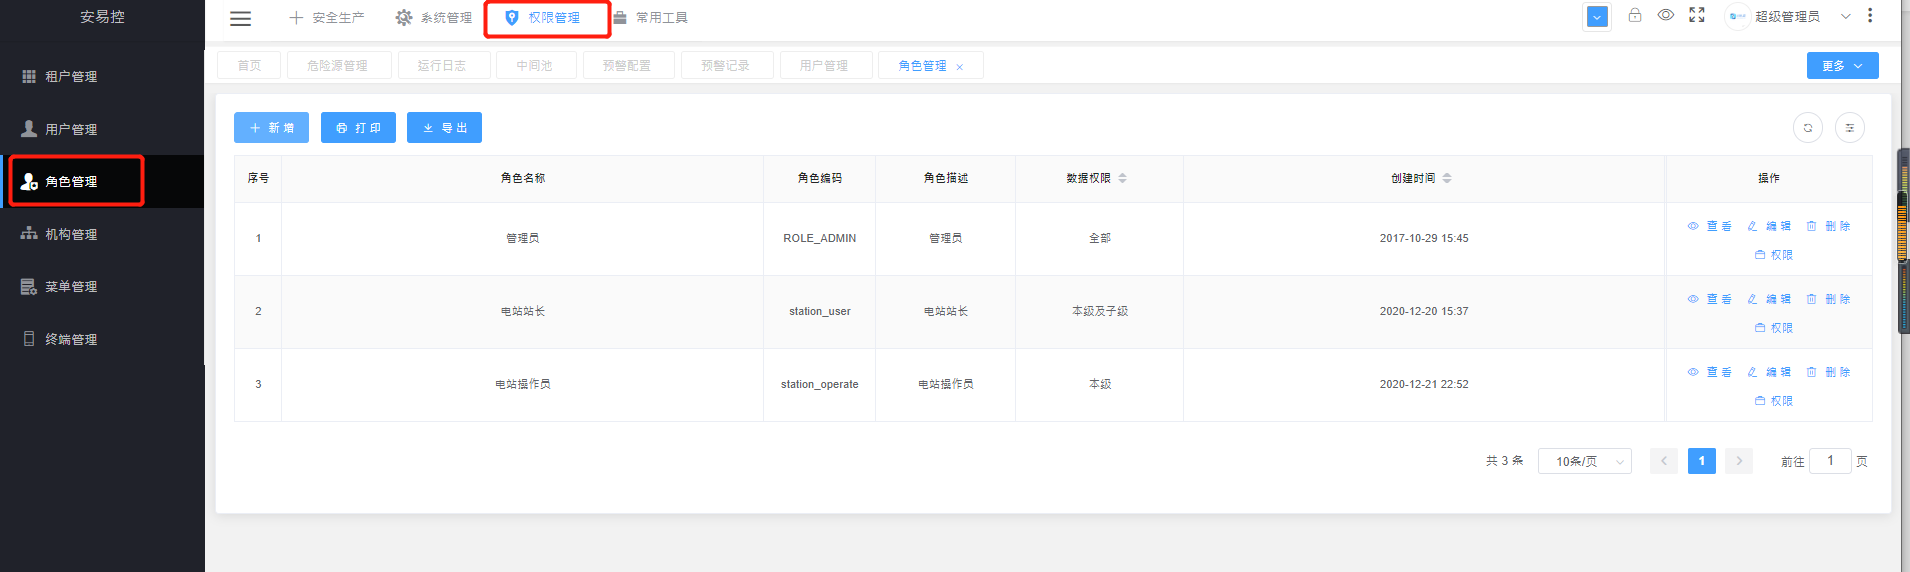 安易控
安全生产 系统管理 权限管理 常用工具 超级管理员
首页 危险源管理 运行日志 中间池 预警配置 预警记录 用户管理 角色管理 更多
租户管理
用户管理
角色管理
机构管理
菜单管理
终端管理
新增 打印 导出
序号 角色名称 角色编码 角色描述 数据权限 创建时间 操作
1 管理员 ROLE_ADMIN 管理员 全部 2017-10-29 15:45 查看 编辑 删除
权限
2 电站站长 station_user 电站站长 本级及子级 2020-12-20 15:37 查看 编辑 删除
权限
3 电站操作员 station_operate 电站操作员 本级 2020-12-21 22:52 查看 编辑 删除
权限
共 3 条 10条/页 1 前往 1 页